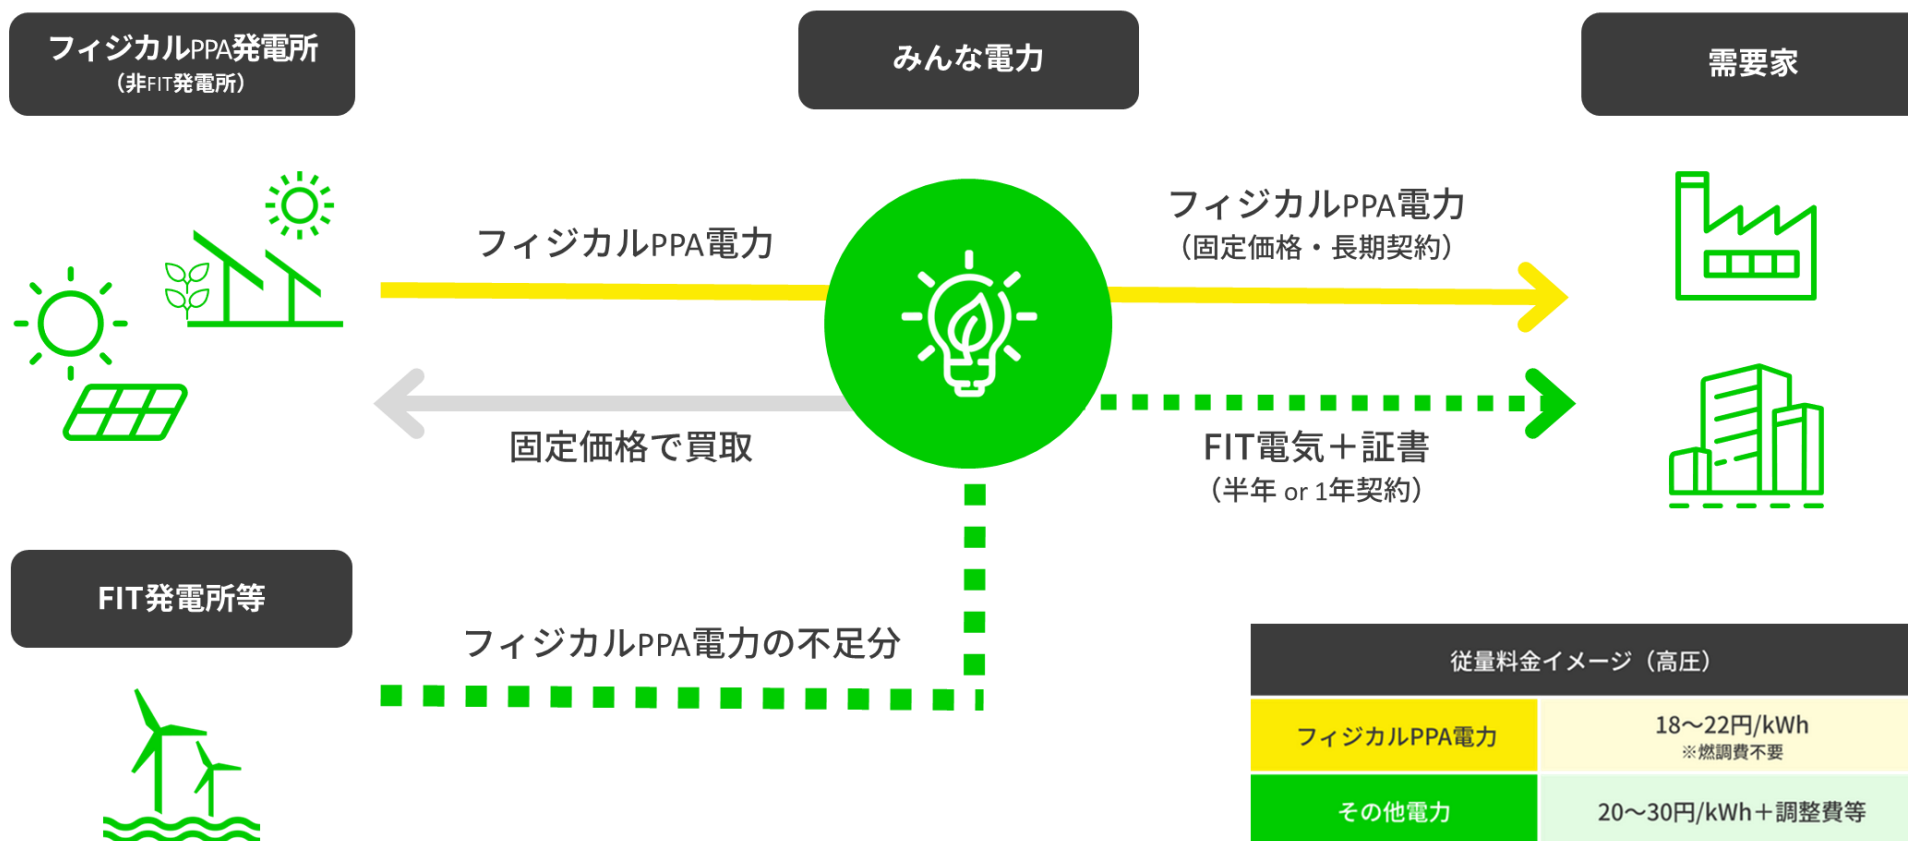 フィジカルPPA発電所
（非FIT発電所）
みんな電力
需要家
フィジカルPPA電力
フィジカルPPA電力
（固定価格・長期契約）
固定価格で買取
FIT電気＋証書
（半年 or 1年契約）
FIT発電所等
フィジカルPPA電力の不足分
従量料金イメージ（高圧）
フィジカルPPA電力
18〜22円/kWh
※燃調費不要
その他電力
20〜30円/kWh＋調整費等